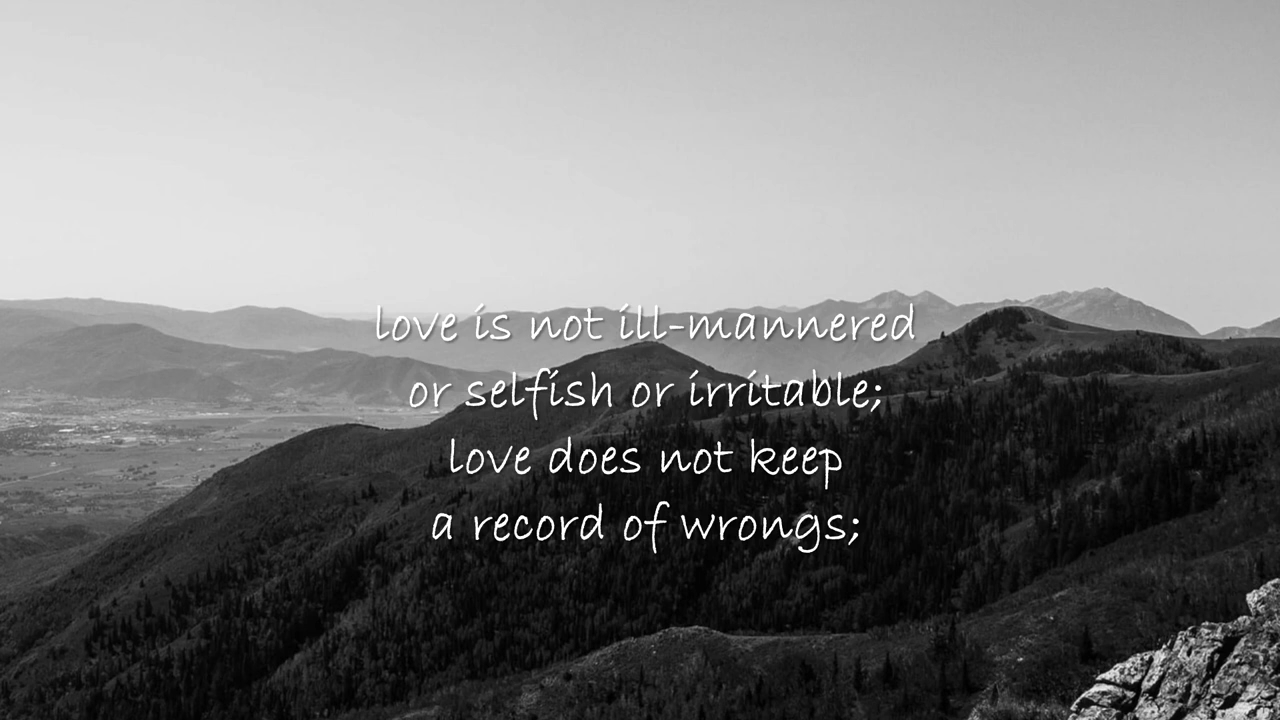 love is not ill-mannered
or selfish or irritable;
love does not keep
a record of wrongs;